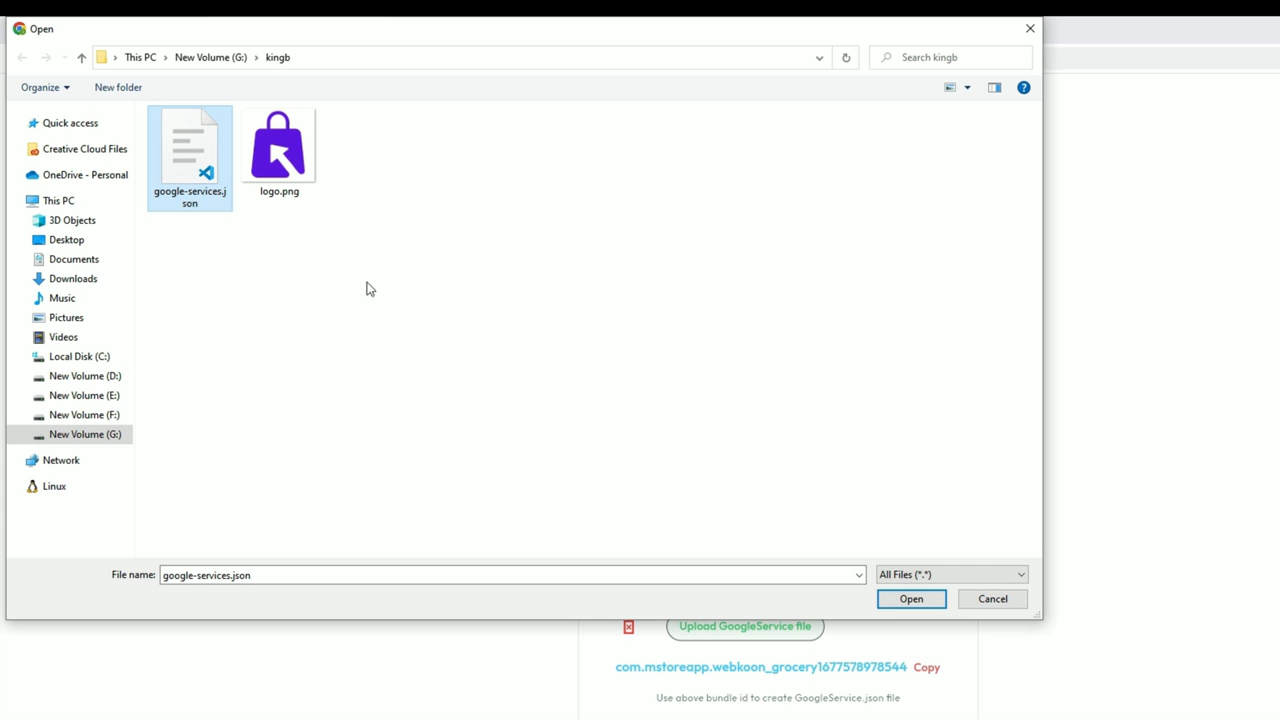 Open
This PC
New Volume (G:)
kingb
Search kingb
Organize
New folder
Quick access
Creative Cloud Files
OneDrive - Personal
This PC
3D Objects
Desktop
Documents
Downloads
Music
Pictures
Videos
Local Disk (C:)
New Volume (D:)
New Volume (E:)
New Volume (F:)
New Volume (G:)
Network
Linux
google-services.j
son
logo.png
File name:
google-services.json
All Files (*.*)
Open
Cancel
Upload GoogleService file
com.mstoreapp.webkoon_grocery1677578978544 Copy
Use above bundle id to create GoogleService.json file